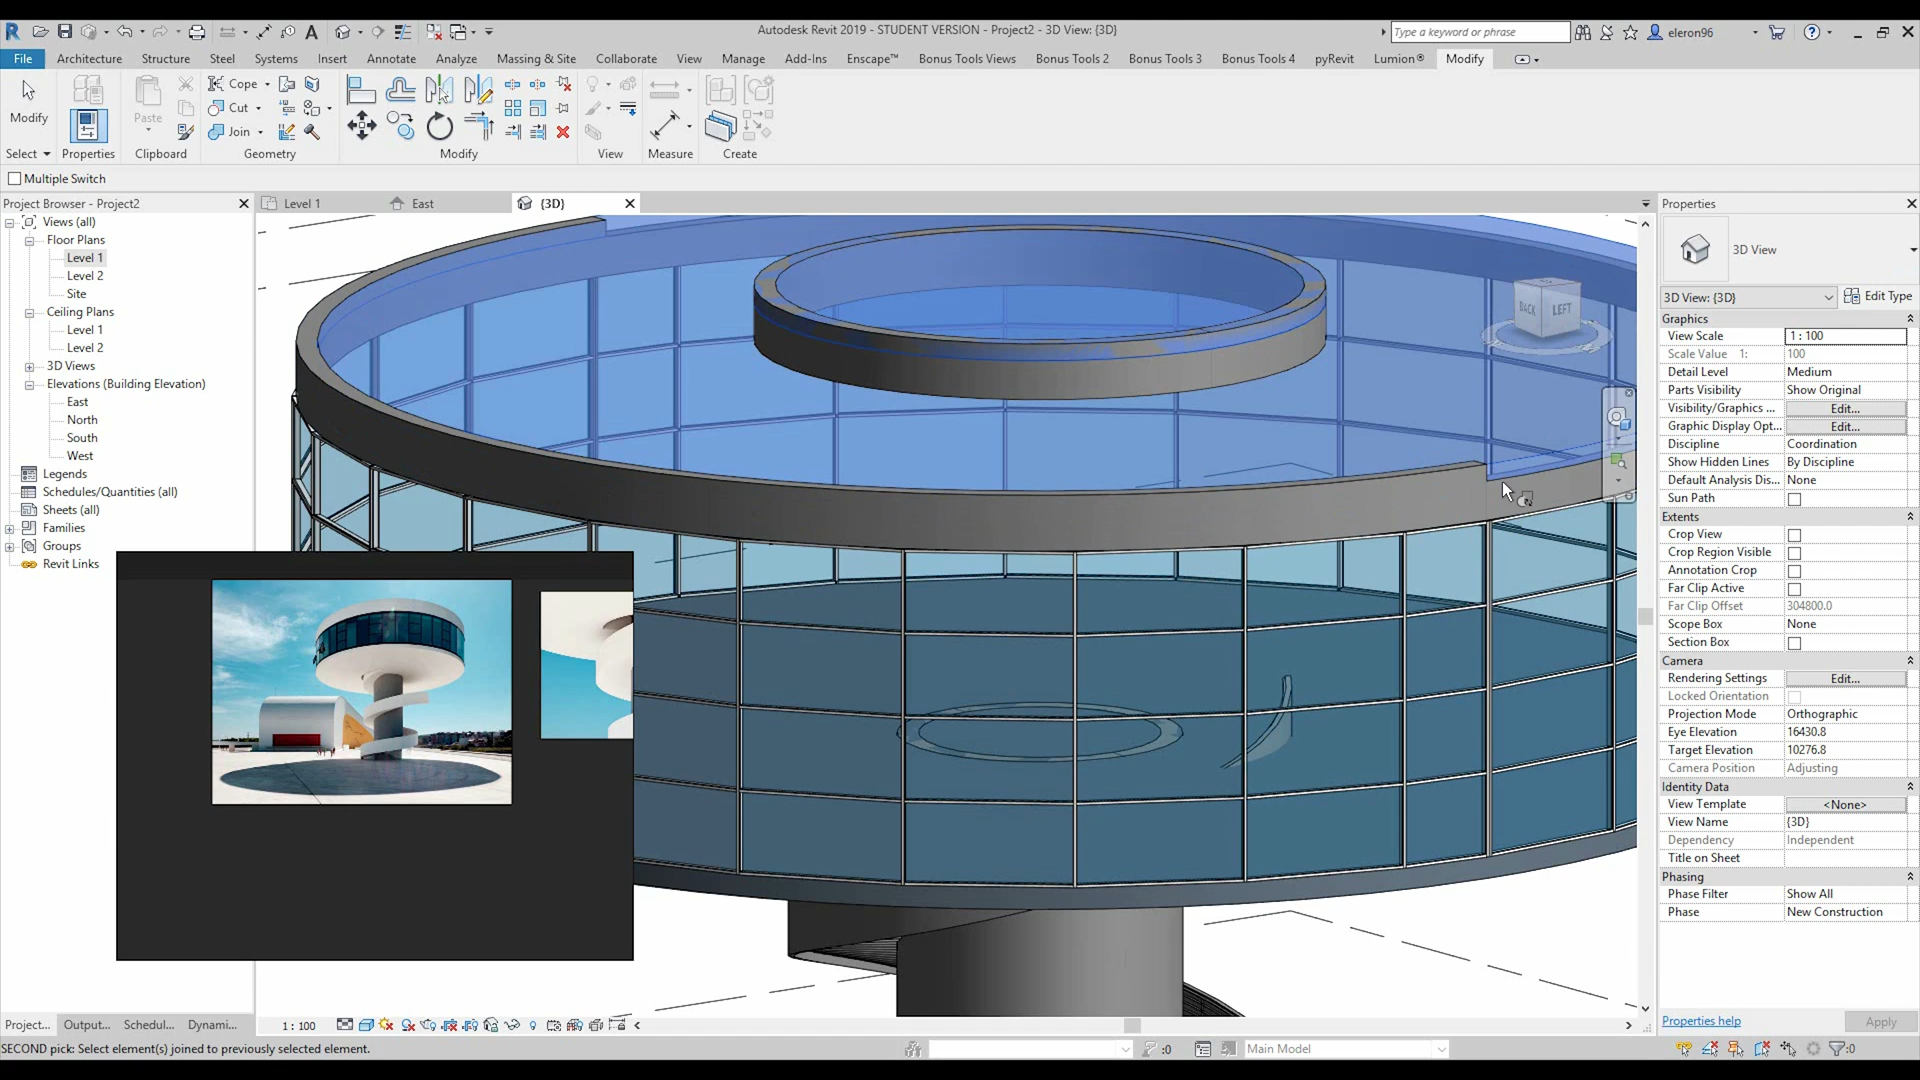 Autodesk Revit 2019 - STUDENT VERSION - Project2 - 3D View: {3D}
Type a keyword or phrase
eleron96
File Architecture Structure Steel Systems Insert Annotate Analyze Massing & Site Collaborate View Manage Add-Ins Enscape™ Bonus Tools Views Bonus Tools 2 Bonus Tools 3 Bonus Tools 4 pyRevit Lumion® Modify
Modify
Paste
Cope
Cut
Join
Select Properties Clipboard Geometry Modify View Measure Create
Multiple Switch
Project Browser - Project2
Views (all)
Floor Plans
Level 1
Level 2
Site
Ceiling Plans
Level 1
Level 2
3D Views
Elevations (Building Elevation)
East
North
South
West
Legends
Schedules/Quantities (all)
Sheets (all)
Families
Groups
Revit Links
Project... Output... Schedul... Dynami...
Level 1 East {3D}
BACK LEFT
1 : 100
Properties
3D View
3D View: {3D} Edit Type
Graphics
View Scale 1 : 100
Scale Value 1: 100
Detail Level Medium
Parts Visibility Show Original
Visibility/Graphics ... Edit...
Graphic Display Opt... Edit...
Discipline Coordination
Show Hidden Lines By Discipline
Default Analysis Dis... None
Sun Path
Extents
Crop View
Crop Region Visible
Annotation Crop
Far Clip Active
Far Clip Offset 304800.0
Scope Box None
Section Box
Camera
Rendering Settings Edit...
Locked Orientation
Projection Mode Orthographic
Eye Elevation 16430.8
Target Elevation 10276.8
Camera Position Adjusting
Identity Data
View Template <None>
View Name {3D}
Dependency Independent
Title on Sheet
Phasing
Phase Filter Show All
Phase New Construction
Properties help Apply
SECOND pick: Select element(s) joined to previously selected element.
:0
Main Model
:0